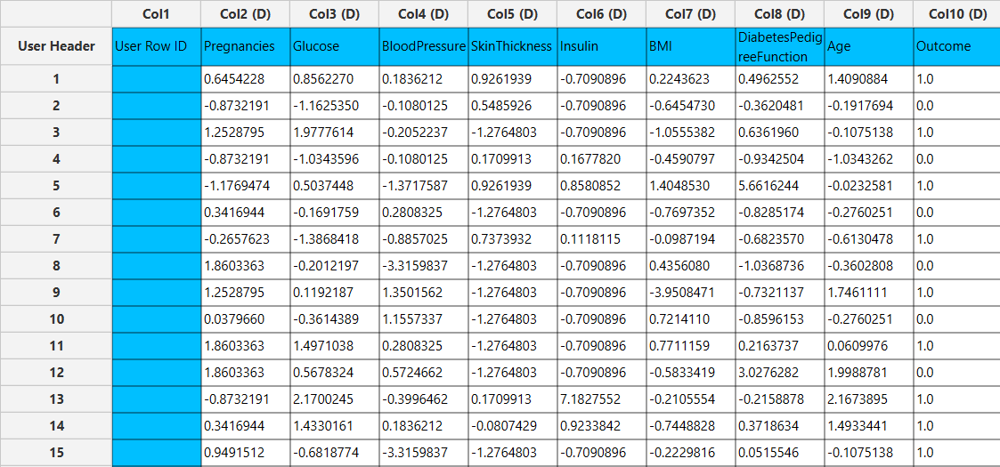 Col1 Col2 (D) Col3 (D) Col4 (D) Col5 (D) Col6 (D) Col7 (D) Col8 (D) Col9 (D) Col10 (D)
User Header User Row ID Pregnancies Glucose BloodPressure SkinThickness Insulin BMI DiabetesPedig Age Outcome
reeFunction
1 0.6454228 0.8562270 0.1836212 0.9261939 -0.7090896 0.2243623 0.4962552 1.4090884 1.0
2 -0.8732191 -1.1625350 -0.1080125 0.5485926 -0.7090896 -0.6454730 -0.3620481 -0.1917694 0.0
3 1.2528795 1.9777614 -0.2052237 -1.2764803 -0.7090896 -1.0555382 0.6361960 -0.1075138 1.0
4 -0.8732191 -1.0343596 -0.1080125 0.1709913 0.1677820 -0.4590797 -0.9342504 -1.0343262 0.0
5 -1.1769474 0.5037448 -1.3717587 0.9261939 0.8580852 1.4048530 5.6616244 -0.0232581 1.0
6 0.3416944 -0.1691759 0.2808325 -1.2764803 -0.7090896 -0.7697352 -0.8285174 -0.2760251 0.0
7 -0.2657623 -1.3868418 -0.8857025 0.7373932 0.1118115 -0.0987194 -0.6823570 -0.6130478 1.0
8 1.8603363 -0.2012197 -3.3159837 -1.2764803 -0.7090896 0.4356080 -1.0368736 -0.3602808 0.0
9 1.2528795 0.1192187 1.3501562 -1.2764803 -0.7090896 -3.9508471 -0.7321137 1.7461111 1.0
10 0.0379660 -0.3614389 1.1557337 -1.2764803 -0.7090896 0.7214110 -0.8596153 -0.2760251 0.0
11 1.8603363 1.4971038 0.2808325 -1.2764803 -0.7090896 0.7711159 0.2163737 0.0609976 1.0
12 1.8603363 0.5678324 0.5724662 -1.2764803 -0.7090896 -0.5833419 3.0276282 1.9988781 0.0
13 -0.8732191 2.1700245 -0.3996462 0.1709913 7.1827552 -0.2105554 -0.2158878 2.1673895 1.0
14 0.3416944 1.4330161 0.1836212 -0.0807429 0.9233842 -0.7448828 0.3718634 1.4933441 1.0
15 0.9491512 -0.6818774 -3.3159837 -1.2764803 -0.7090896 -0.2229816 0.0515546 -0.1075138 1.0